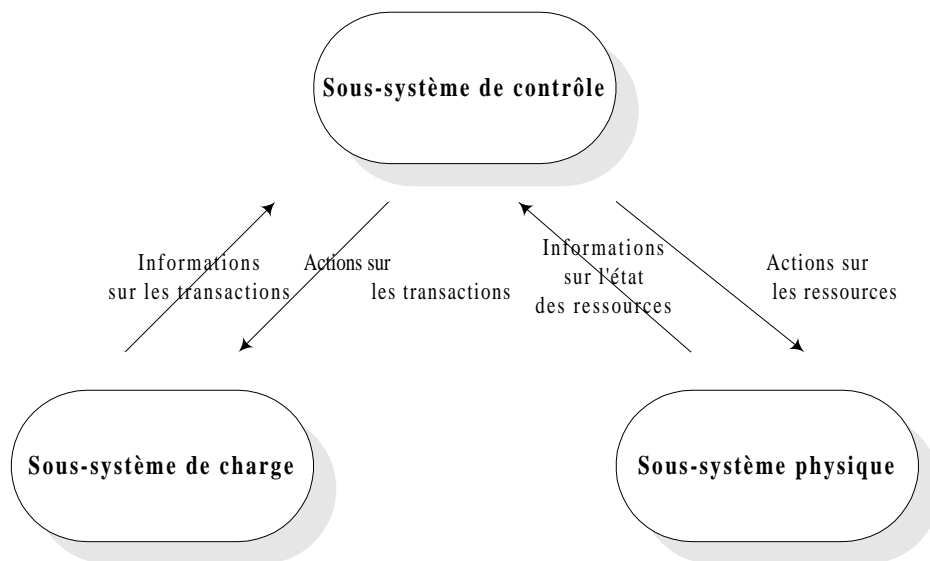 Sous-système de contrôle
Informations
sur les transactions
Actions sur
les transactions
Informations
sur l'état
des ressources
Actions sur
les ressources
Sous-système de charge
Sous-système physique